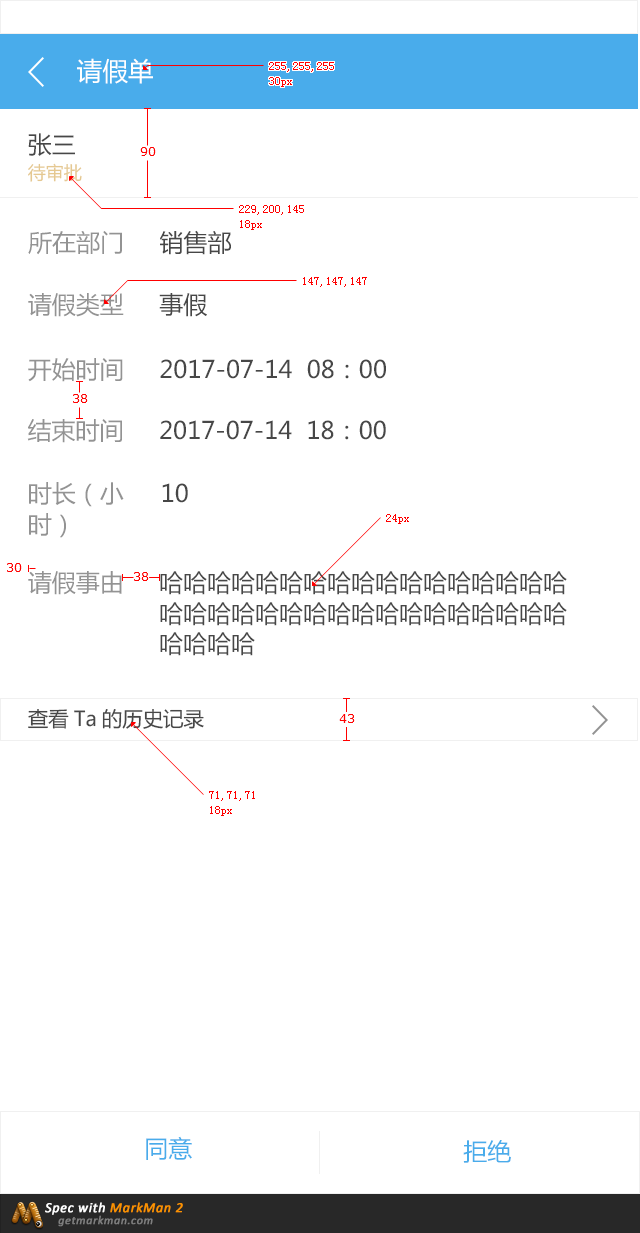 请假单
255, 255, 255
30px
张三
90
待审批
229, 200, 145
18px
所在部门 销售部
147, 147, 147
请假类型 事假
开始时间 2017-07-14 08：00
38
结束时间 2017-07-14 18：00
时长（小 10
时）
24px
30
请假事由 38 哈哈哈哈哈哈哈哈哈哈哈哈哈哈哈哈哈
哈哈哈哈哈哈哈哈哈哈哈哈哈哈哈哈哈
哈哈哈哈
查看 Ta 的历史记录 43
71, 71, 71
18px
同意 拒绝
Spec with MarkMan 2
getmarkman.com